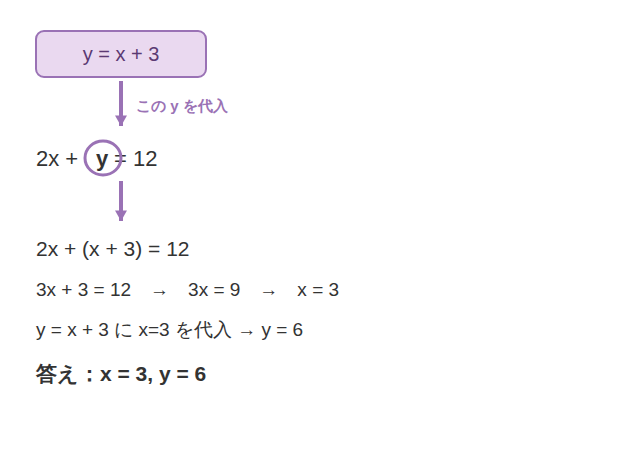 y = x + 3
この y を代入
2x + y = 12
2x + (x + 3) = 12
3x + 3 = 12 → 3x = 9 → x = 3
y = x + 3 に x=3 を代入 → y = 6
答え：x = 3, y = 6